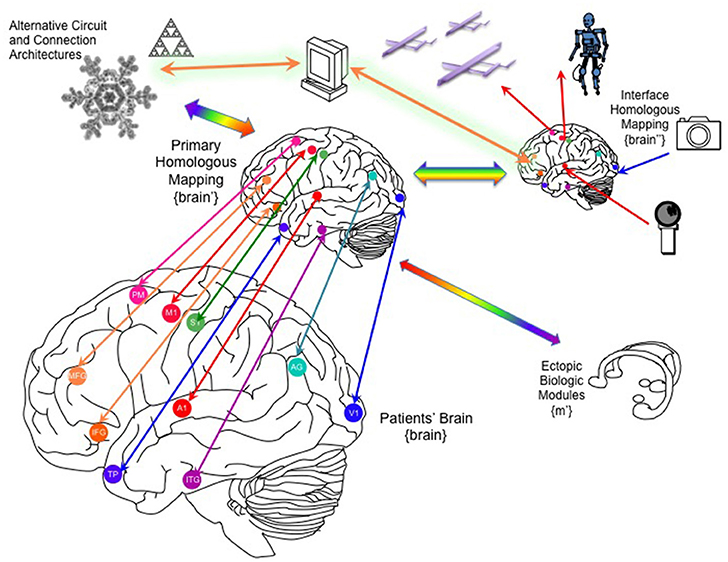 Alternative Circuit
and Connection
Architectures
Primary
Homologous
Mapping
{brain'}
Interface
Homologous
Mapping
{brain''}
PM
M1
S1
MFG
AG
A1
V1
IFG
TP
ITG
Patients' Brain
{brain}
Ectopic
Biologic
Modules
{m'}